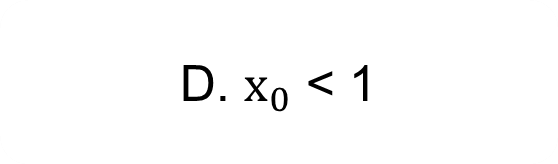 D. x₀ < 1